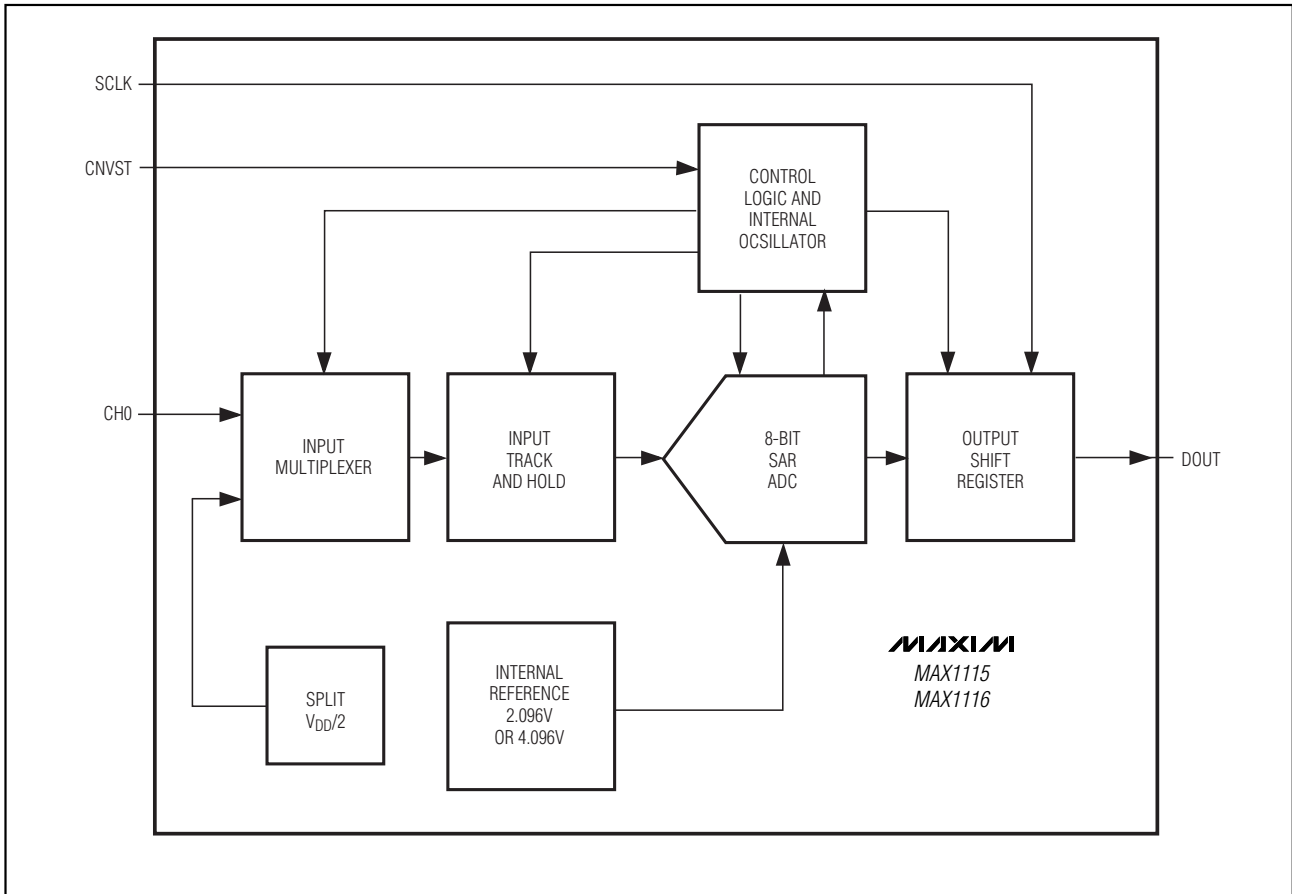 SCLK
CNVST
CONTROL
LOGIC AND
INTERNAL
OCSILLATOR
CH0
INPUT
MULTIPLEXER
INPUT
TRACK
AND HOLD
8-BIT
SAR
ADC
OUTPUT
SHIFT
REGISTER
DOUT
SPLIT
VDD/2
INTERNAL
REFERENCE
2.096V
OR 4.096V
MAXIM
MAX1115
MAX1116